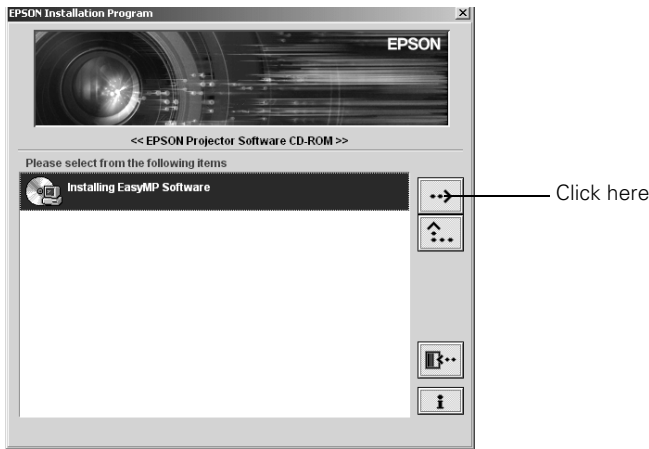 EPSON Installation Program
EPSON
<< EPSON Projector Software CD-ROM >>
Please select from the following items
Installing EasyMP Software
Click here